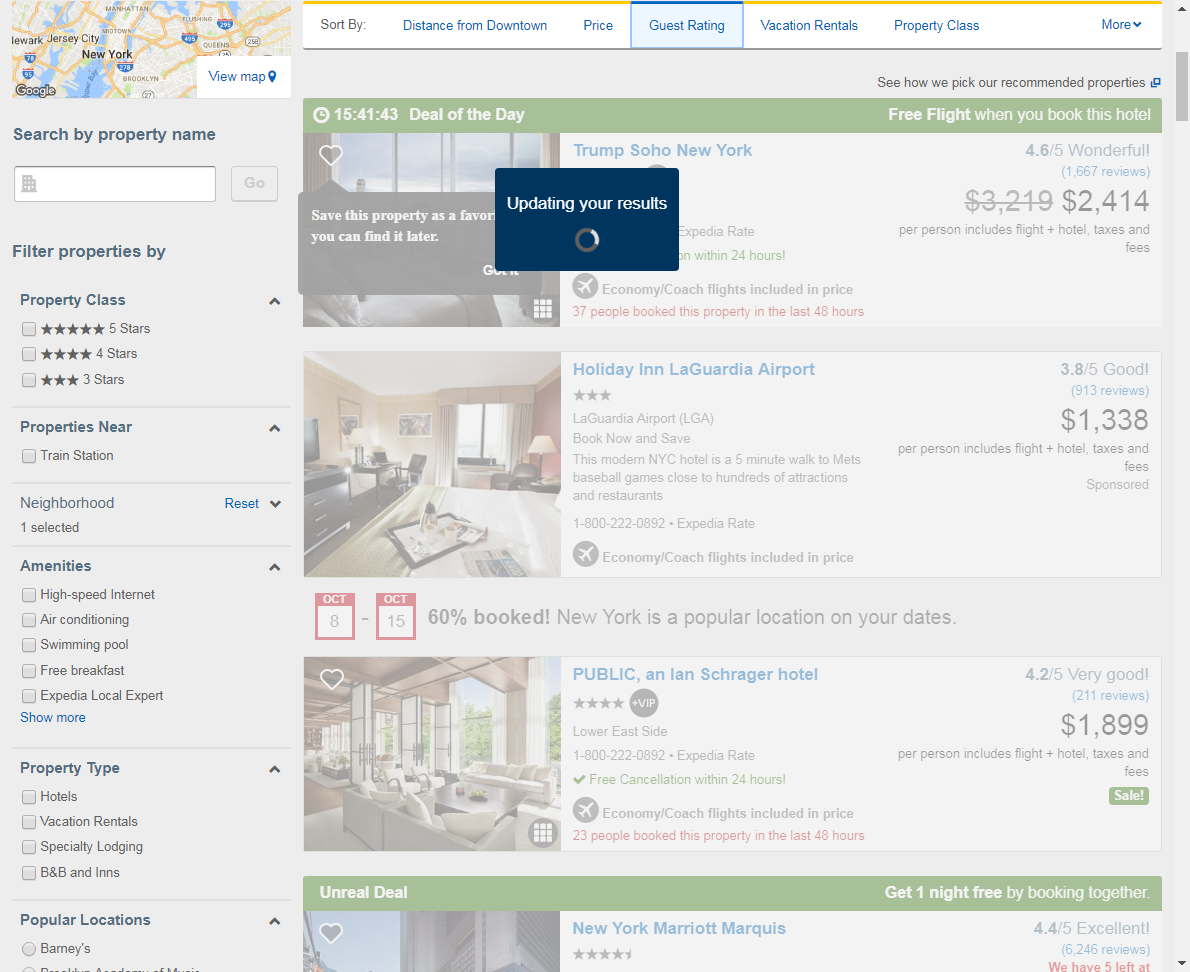 MANHATTAN
FLUSHING
MIDTOWN
lewark Jersey City
QUEENS
New York
BROOKLYN
Google
View map
Search by property name
Go
Filter properties by
Property Class
5 Stars
4 Stars
3 Stars
Properties Near
Train Station
Neighborhood Reset
1 selected
Amenities
High-speed Internet
Air conditioning
Swimming pool
Free breakfast
Expedia Local Expert
Show more
Property Type
Hotels
Vacation Rentals
Specialty Lodging
B&B and Inns
Popular Locations
Barney's
Brooklyn Academy of Music
Sort By: Distance from Downtown Price Guest Rating Vacation Rentals Property Class More
See how we pick our recommended properties
15:41:43 Deal of the Day Free Flight when you book this hotel
Save this property as a favori
you can find it later.
Got it
Updating your results
Trump Soho New York
Expedia Rate
on within 24 hours!
Economy/Coach flights included in price
37 people booked this property in the last 48 hours
4.6/5 Wonderful!
(1,667 reviews)
$3,219 $2,414
per person includes flight + hotel, taxes and
fees
Holiday Inn LaGuardia Airport
LaGuardia Airport (LGA)
Book Now and Save
This modern NYC hotel is a 5 minute walk to Mets
baseball games close to hundreds of attractions
and restaurants
1-800-222-0892 • Expedia Rate
Economy/Coach flights included in price
3.8/5 Good!
(913 reviews)
$1,338
per person includes flight + hotel, taxes and
fees
Sponsored
OCT
8
-
OCT
15
60% booked! New York is a popular location on your dates.
PUBLIC, an Ian Schrager hotel
+VIP
Lower East Side
1-800-222-0892 • Expedia Rate
Free Cancellation within 24 hours!
Economy/Coach flights included in price
23 people booked this property in the last 48 hours
4.2/5 Very good!
(211 reviews)
$1,899
per person includes flight + hotel, taxes and
fees
Sale!
Unreal Deal Get 1 night free by booking together.
New York Marriott Marquis
4.4/5 Excellent!
(6,246 reviews)
We have 5 left at